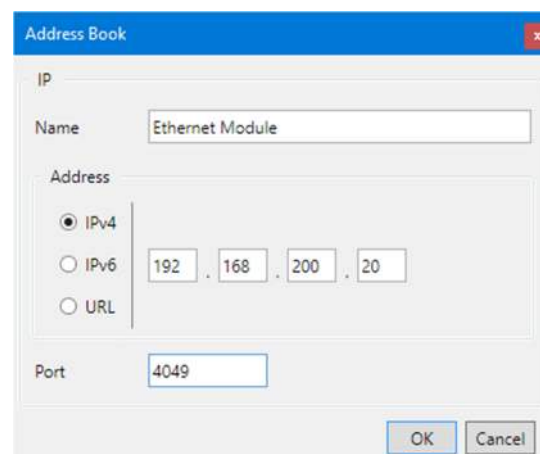 Address Book
x
IP
Name Ethernet Module
Address
IPv4
IPv6 192 . 168 . 200 . 20
URL
Port 4049
OK Cancel